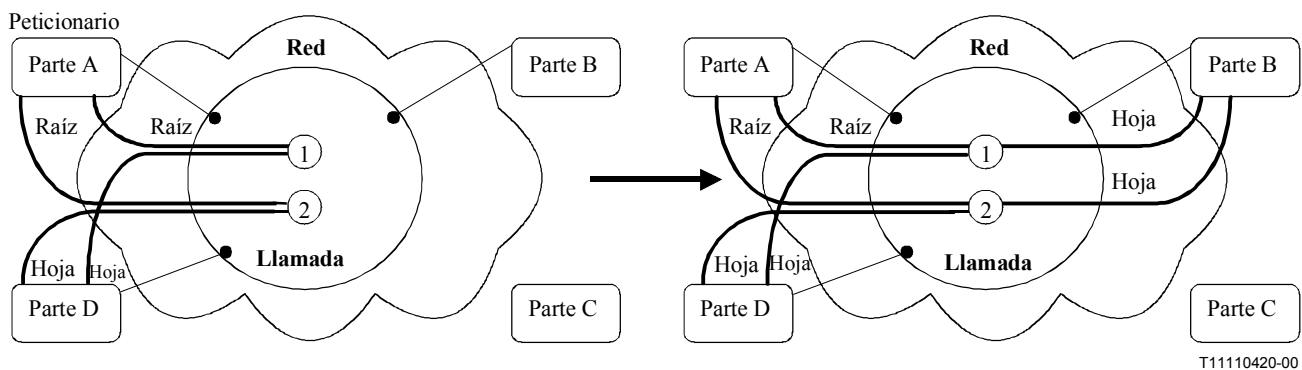 Peticionario
Parte A
Red
Parte B
Raíz
Raíz
1
2
Llamada
Hoja
Hoja
Parte D
Parte C
Parte A
Red
Parte B
Raíz
Raíz
Hoja
1
Hoja
2
Llamada
Hoja
Hoja
Parte D
Parte C
T11110420-00